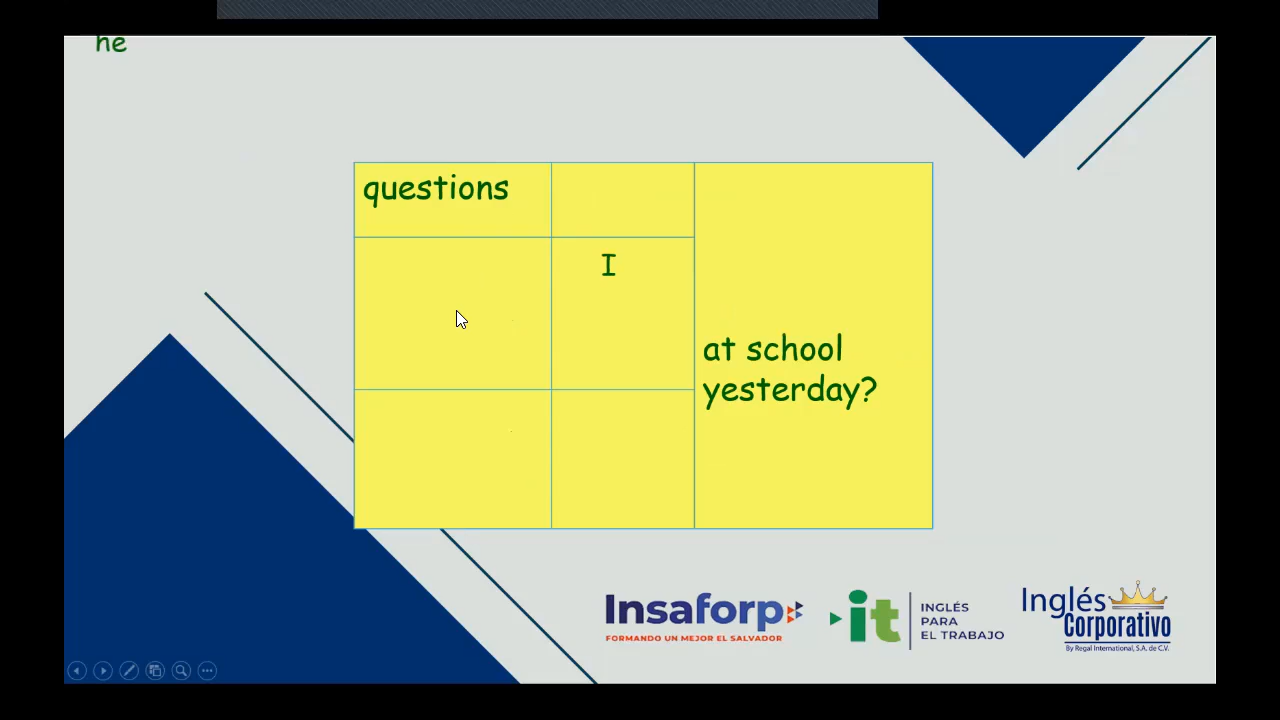 he
questions
I
at school
yesterday?
Insaforp
FORMANDO UN MEJOR EL SALVADOR
it
INGLÉS
PARA
EL TRABAJO
Inglés
Corporativo
By Regal International, S.A. de C.V.